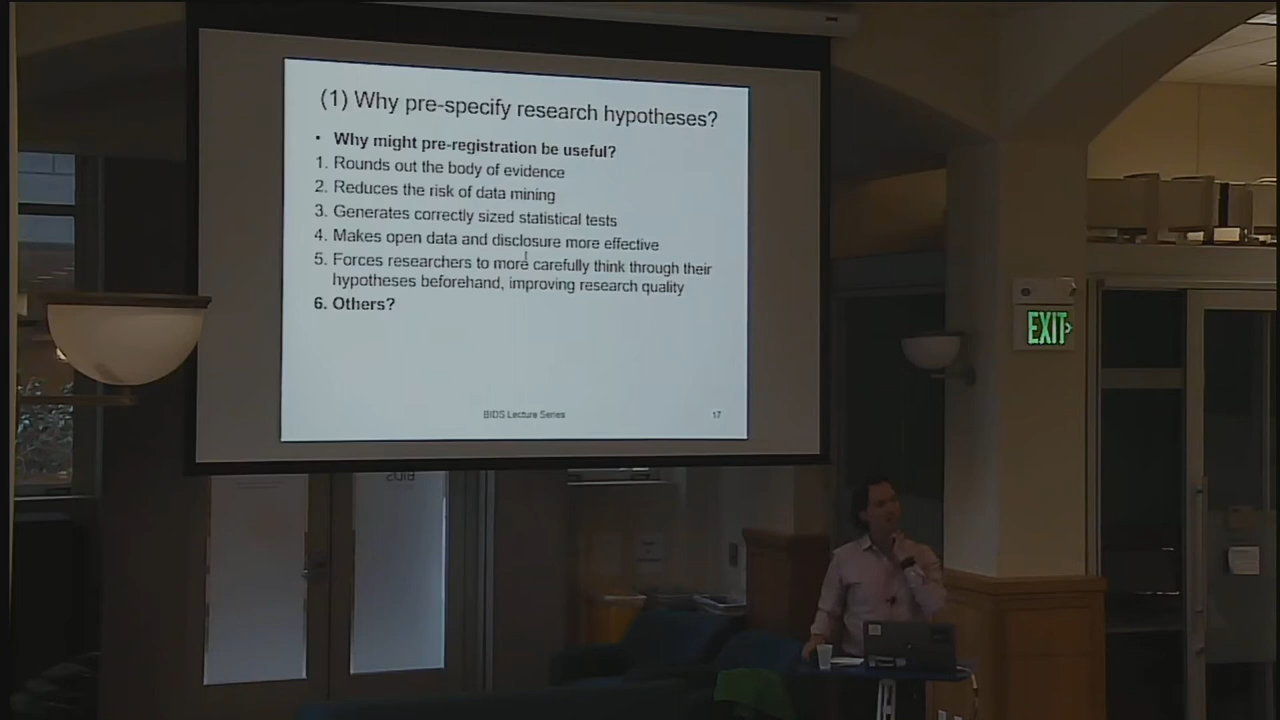 (1) Why pre-specify research hypotheses?
• Why might pre-registration be useful?
1. Rounds out the body of evidence
2. Reduces the risk of data mining
3. Generates correctly sized statistical tests
4. Makes open data and disclosure more effective
5. Forces researchers to more carefully think through their
hypotheses beforehand, improving research quality
6. Others?
BIDS Lecture Series
17
EXIT